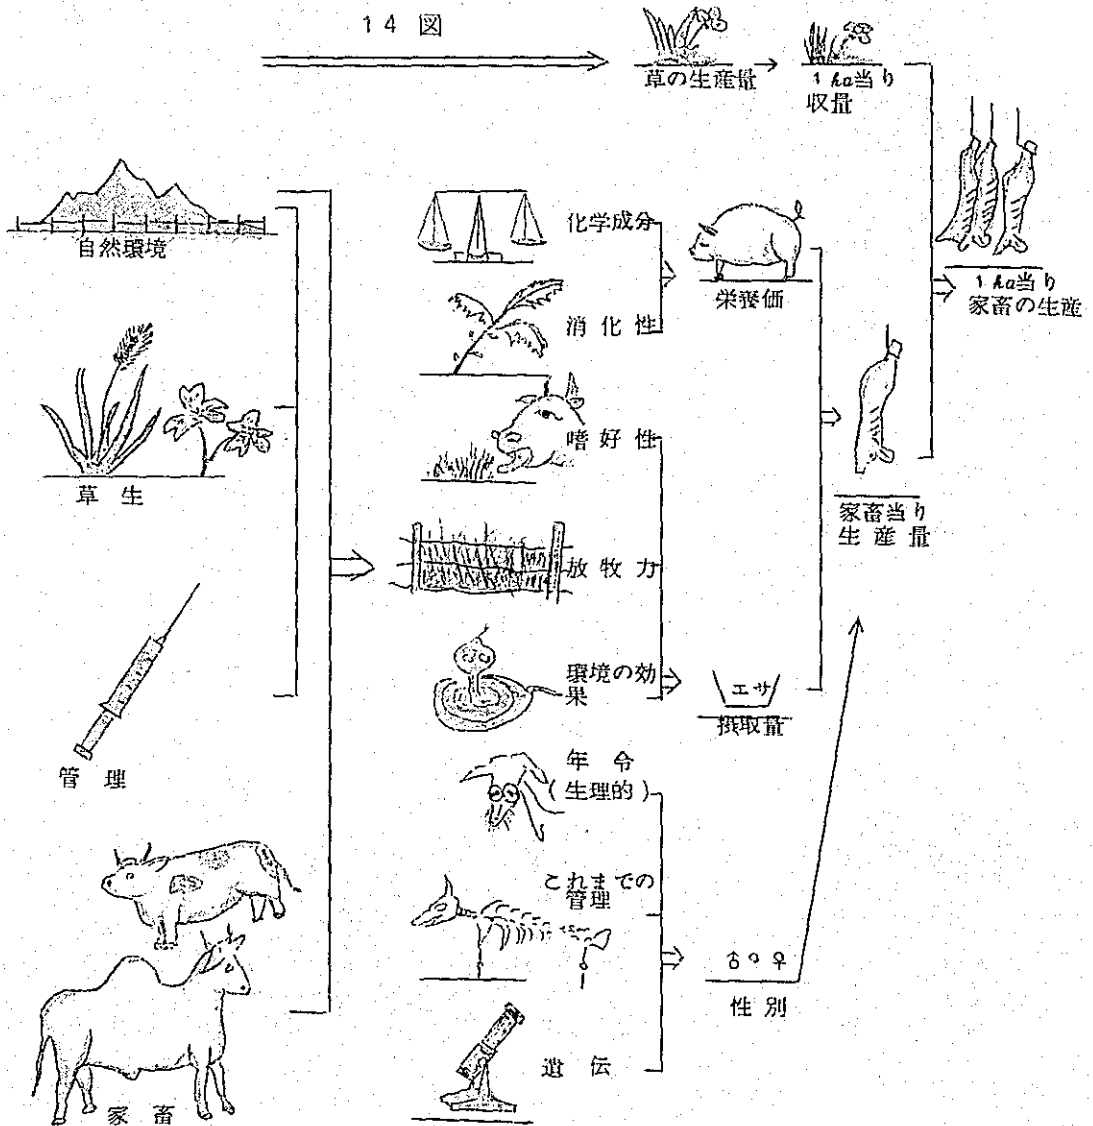 14 図
草の生産量
1 ha当り
収量
自然環境
化学成分
栄養価
1 ha当り
家畜の生産
消化性
草生
嗜好性
家畜当り
生産量
放牧力
環境の効
果
エサ
摂取量
管理
年令
(生理的)
これまでの
管理
♂ ♀
性別
遺伝
家畜